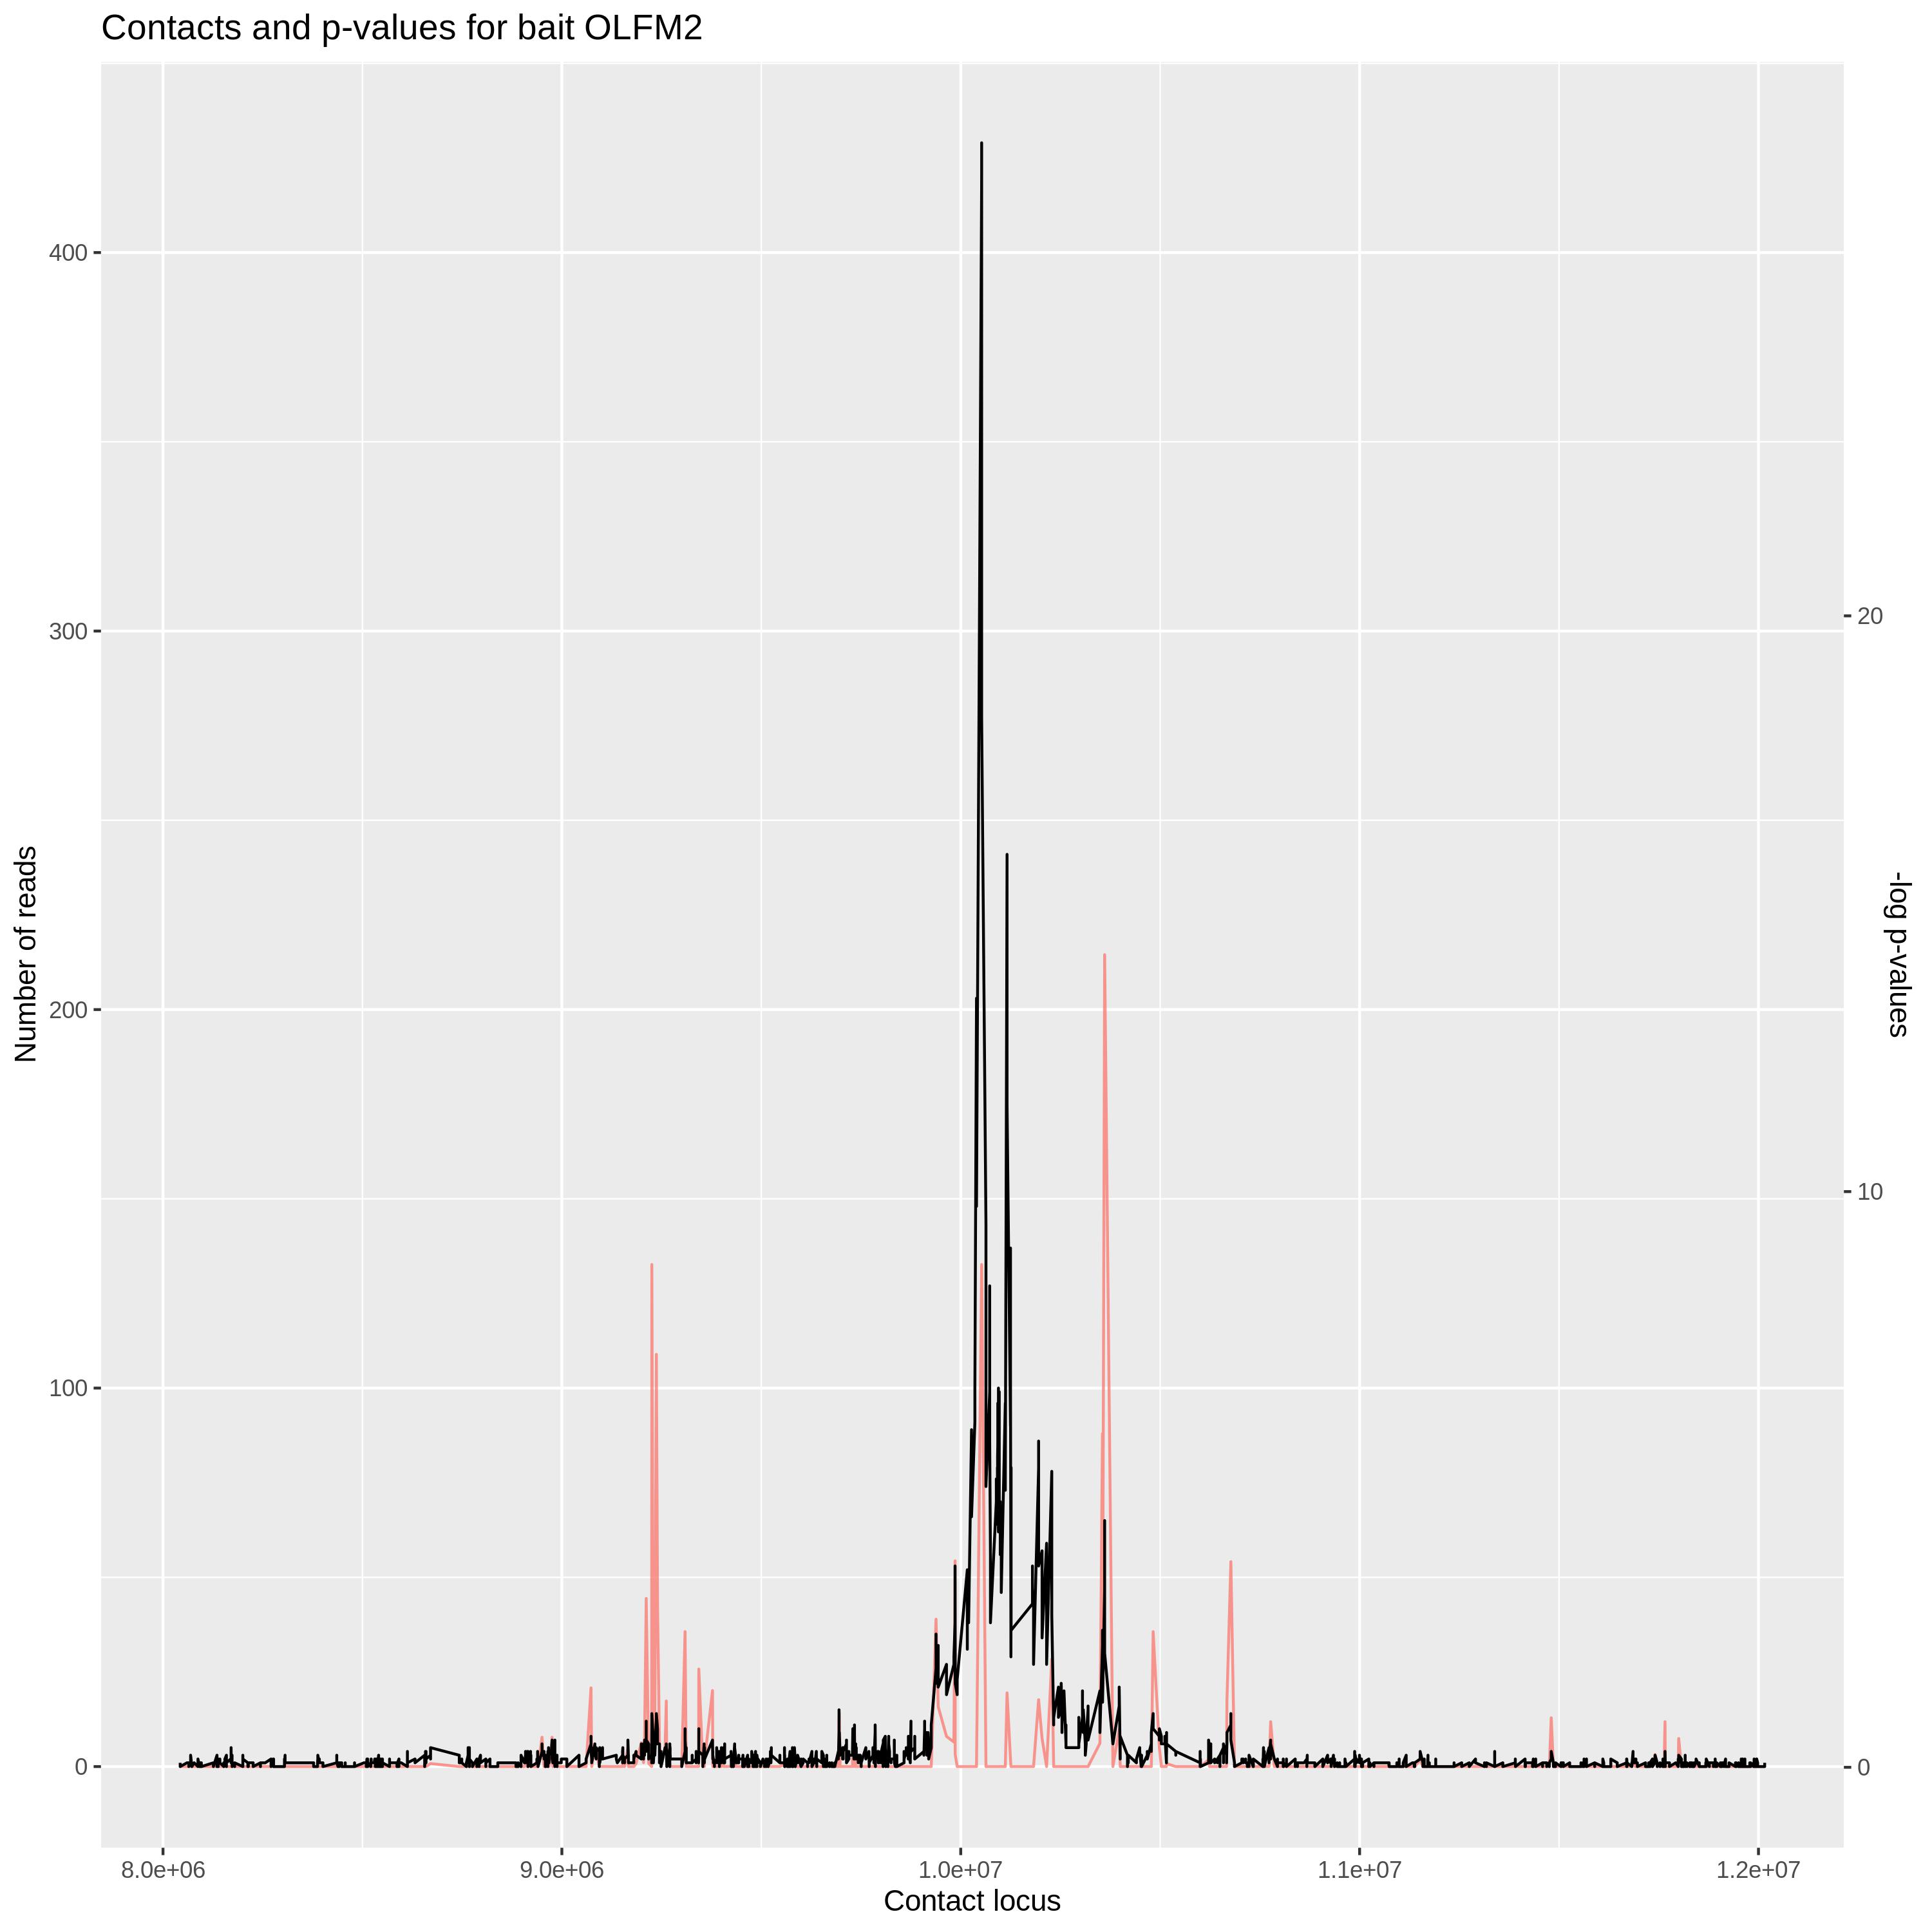 Contacts and p-values for bait OLFM2
400
300
200
100
0
Number of reads
20
10
0
-log p-values
8.0e+06
9.0e+06
1.0e+07
1.1e+07
1.2e+07
Contact locus